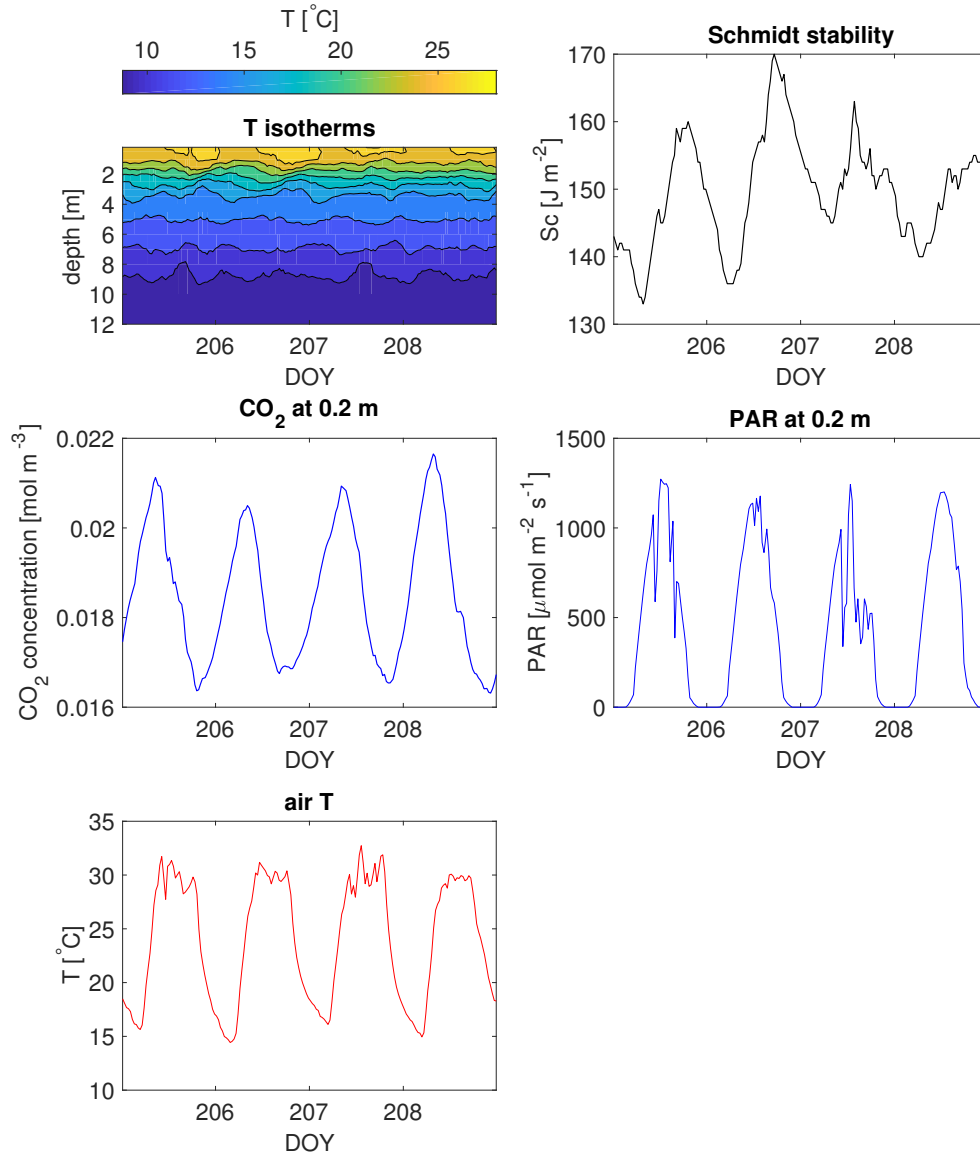 T [°C]
10 15 20 25
T isotherms
depth [m]
2
4
6
8
10
12
206 207 208
DOY
Schmidt stability
Sc [J m-2]
170
160
150
140
130
206 207 208
DOY
CO2 at 0.2 m
CO2 concentration [mol m-3]
0.022
0.02
0.018
0.016
206 207 208
DOY
PAR at 0.2 m
PAR [μmol m-2 s-1]
1500
1000
500
0
206 207 208
DOY
air T
T [°C]
35
30
25
20
15
10
206 207 208
DOY